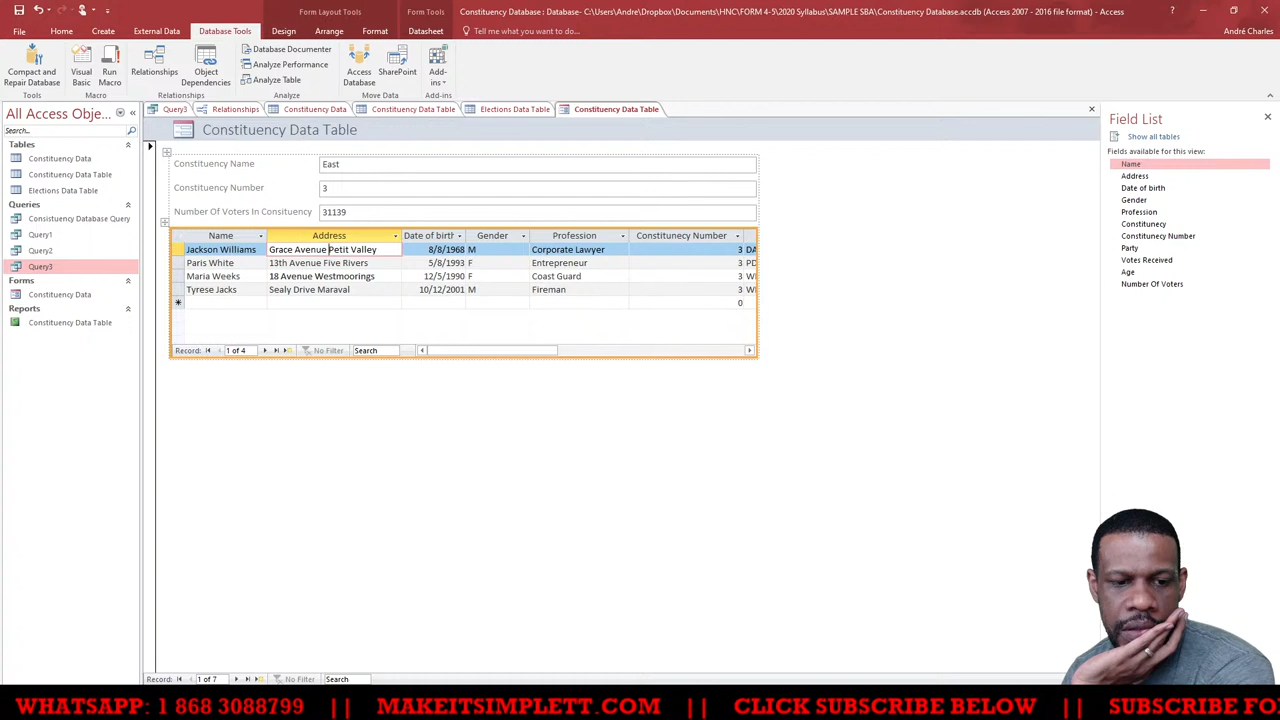 Form Layout Tools
Form Tools
Constituency Database : Database- C:\Users\Andre\Dropbox\Documents\HNC\FORM 4-5\2020 Syllabus\SAMPLE SBA\Constituency Database.accdb (Access 2007 - 2016 file format) - Access
File
Home
Create
External Data
Database Tools
Design
Arrange
Format
Datasheet
Tell me what you want to do...
André Charles
Compact and
Repair Database
Visual
Basic
Run
Macro
Relationships
Object
Dependencies
Database Documenter
Analyze Performance
Analyze Table
Access
Database
SharePoint
Add-
ins
Tools
Macro
Relationships
Analyze
Move Data
Add-ins
All Access Obje...
Search...
Tables
Constituency Data
Constituency Data Table
Elections Data Table
Queries
Consistuency Database Query
Query1
Query2
Query3
Forms
Constituency Data Table
Reports
Constituency Data Table
Query3
Relationships
Constituency Data
Constituency Data Table
Elections Data Table
Constituency Data Table
Constituency Data Table
Constituency Name
East
Constituency Number
3
Number Of Voters In Consituency
31139
Name Address Date of birth Gender Profession Constitunecy Number
Jackson Williams Grace Avenue Petit Valley 8/8/1968 M Corporate Lawyer 3 DA
Paris White 13th Avenue Five Rivers 5/8/1993 F Entrepreneur 3 PD
Maria Weeks 18 Avenue Westmoorings 12/5/1990 F Coast Guard 3 WI
Tyrese Jacks Sealy Drive Maraval 10/12/2001 M Fireman 3 WI
0
Record: 1 of 4 No Filter Search
Record: 1 of 7 No Filter Search
Field List
Show all tables
Fields available for this view:
Name
Address
Date of birth
Gender
Profession
Constituency
Constitunecy Number
Party
Votes Received
Age
Number Of Voters
WHATSAPP: 1 868 3088799 || MAKEITSIMPLETT.COM || CLICK SUBSCRIBE BELOW || SUBSCRIBE FO